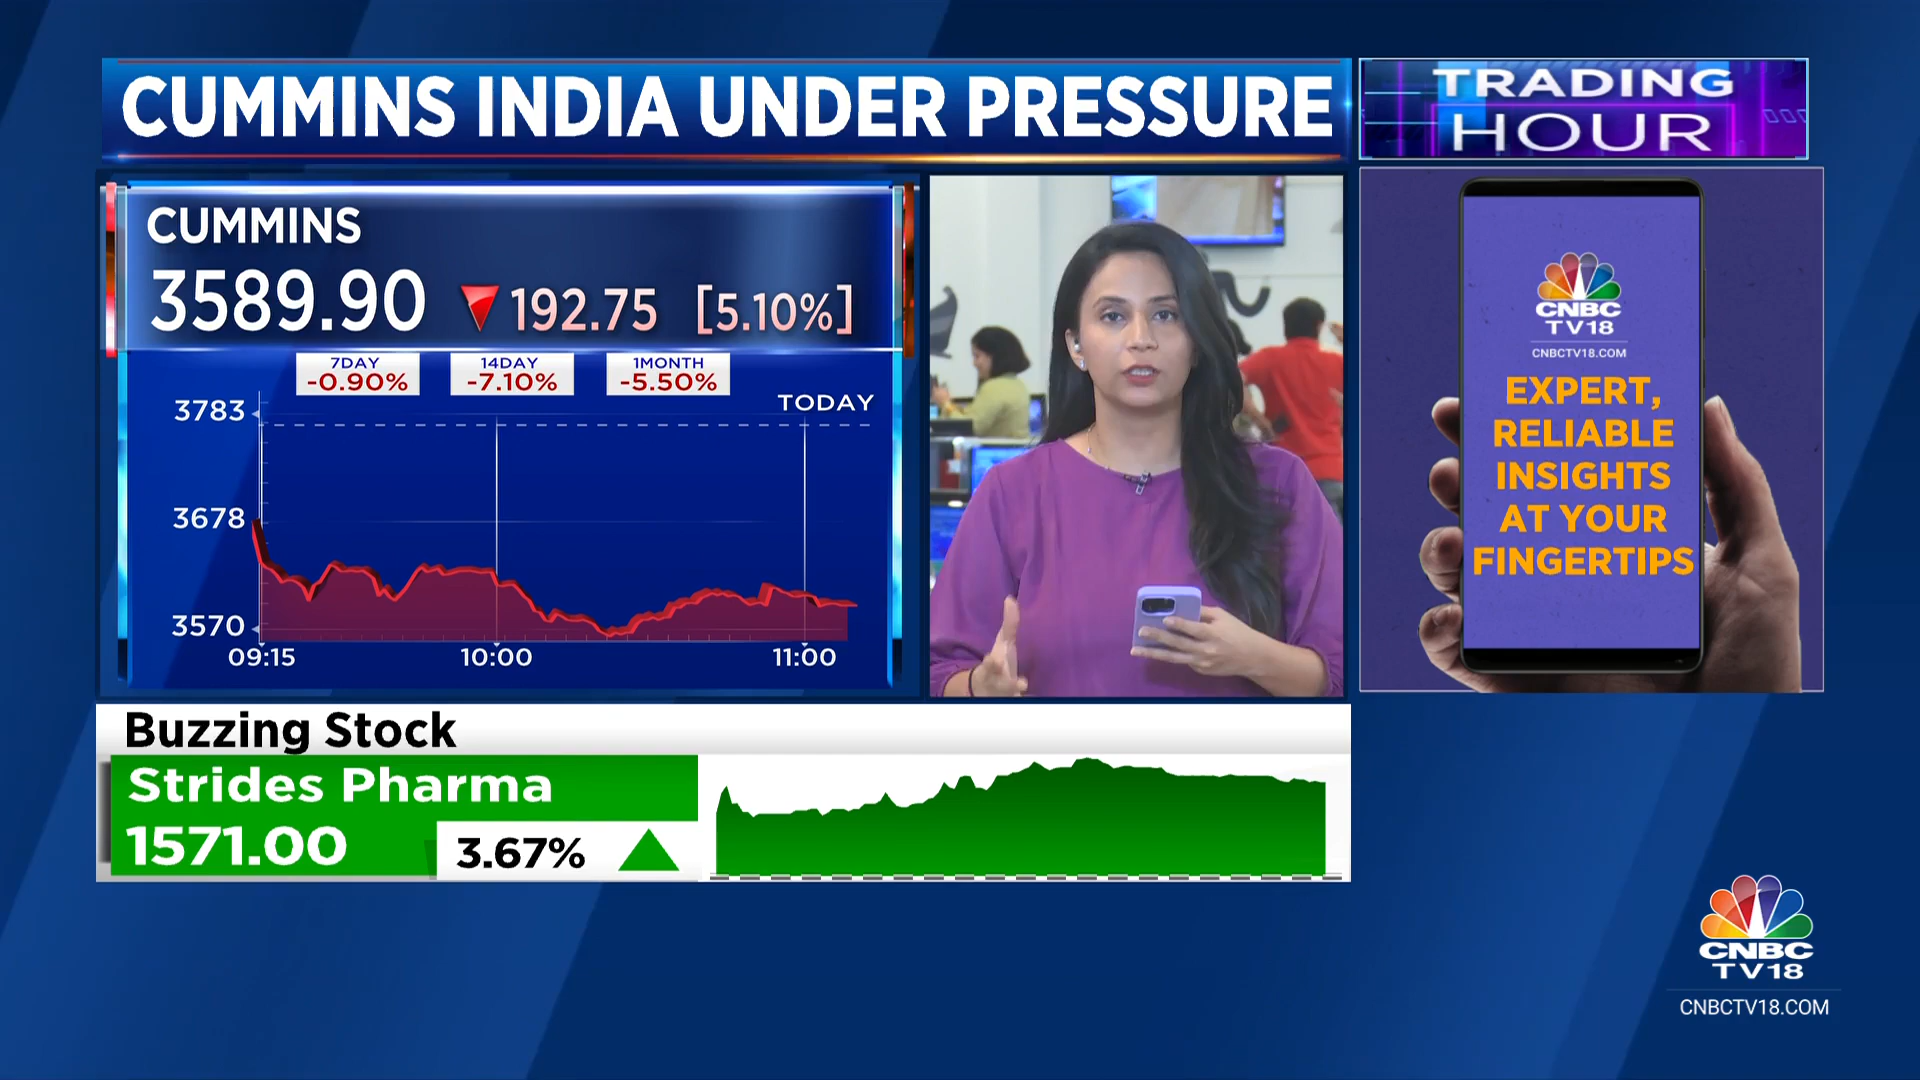 CUMMINS INDIA UNDER PRESSURE
TRADING
HOUR
CUMMINS
3589.90 ▼ 192.75 [5.10%]
7DAY
-0.90%
14DAY
-7.10%
1MONTH
-5.50%
TODAY
3783
3678
3570
09:15 10:00 11:00
CNBC
TV18
CNBCTV18.COM
EXPERT,
RELIABLE
INSIGHTS
AT YOUR
FINGERTIPS
Buzzing Stock
Strides Pharma
1571.00
3.67% ▲
CNBC
TV18
CNBCTV18.COM